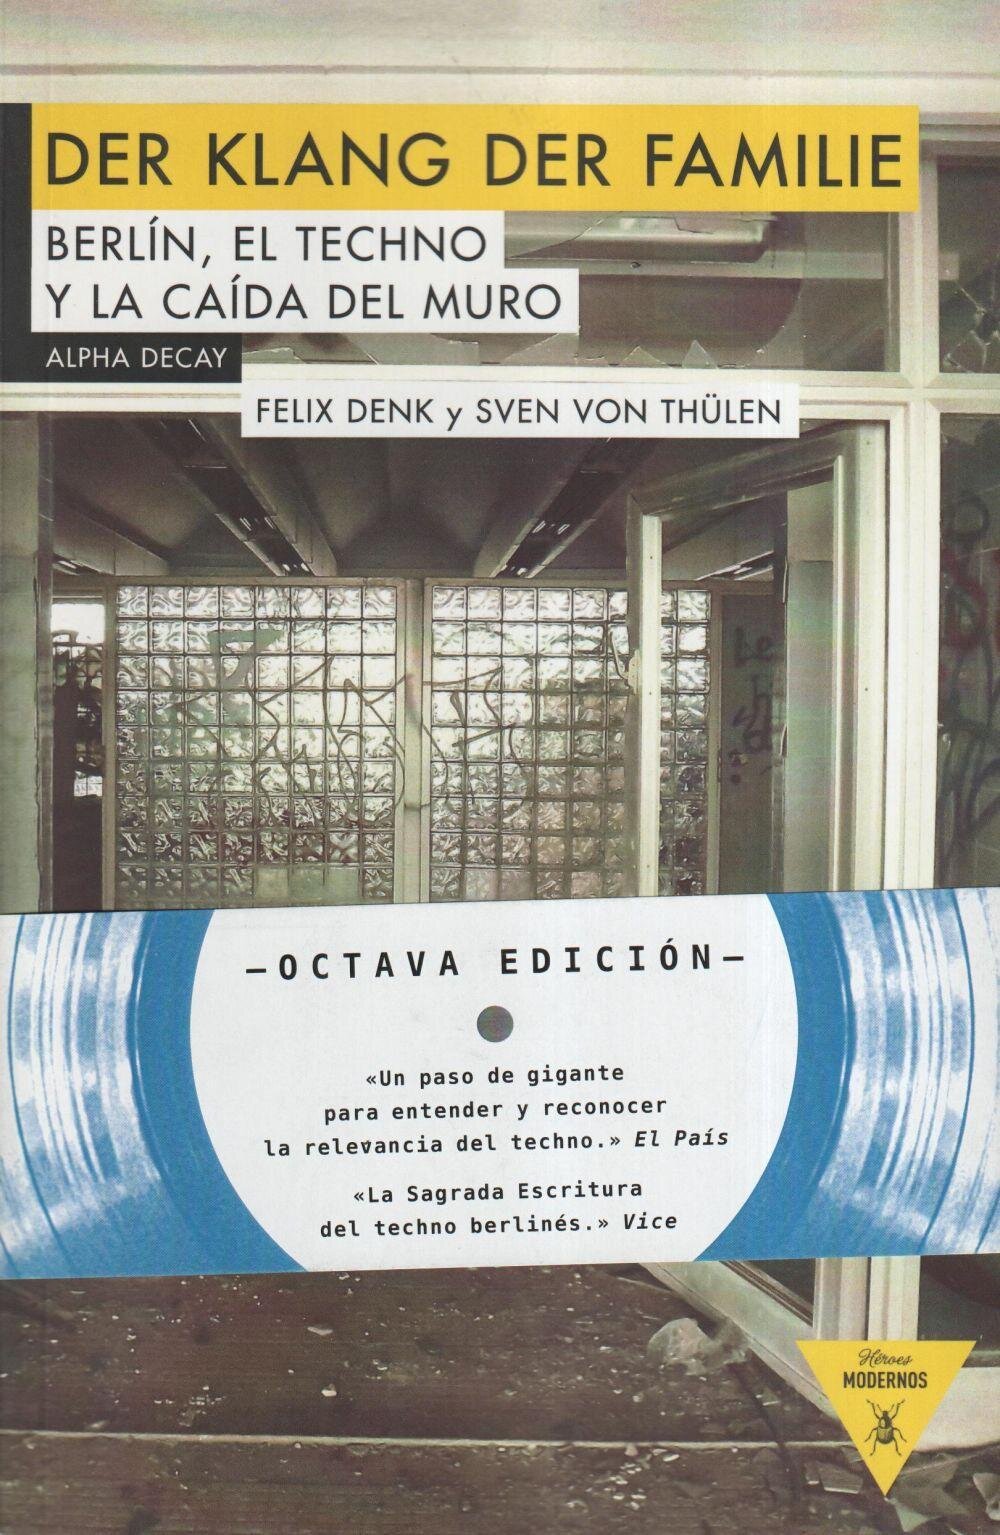 DER KLANG DER FAMILIE
BERLÍN, EL TECHNO
Y LA CAÍDA DEL MURO
ALPHA DECAY
FELIX DENK y SVEN VON THÜLEN
—OCTAVA EDICIÓN—
«Un paso de gigante
para entender y reconocer
la relevancia del techno.» El País
«La Sagrada Escritura
del techno berlinés.» Vice
Héroes
MODERNOS